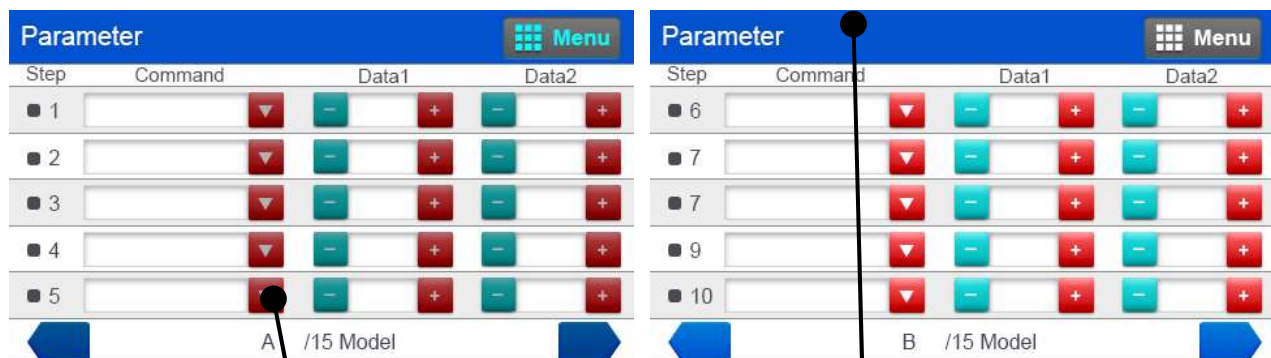 Parameter Menu
Step Command Data1 Data2
1 − + − +
2 − + − +
3 − + − +
4 − + − +
5 − + − +
A /15 Model
Parameter Menu
Step Command Data1 Data2
6 − + − +
7 − + − +
7 − + − +
9 − + − +
10 − + − +
B /15 Model